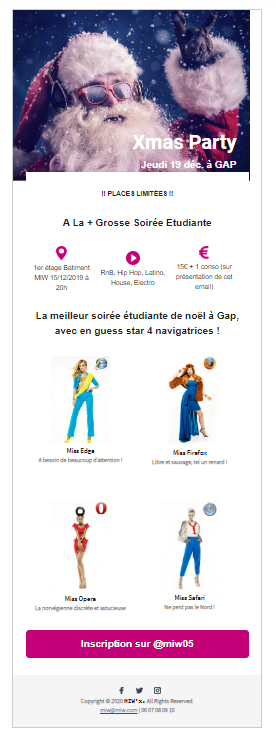 Xmas Party
Jeudi 19 déc. à GAP
!! PLACES LIMITÉES !!
A La + Grosse Soirée Etudiante
1er étage Batiment
MIW 15/12/2019 à
20h
RnB, Hip Hop, Latino,
House, Electro
15€ + 1 conso (sur
présentation de cet
email)
La meilleur soirée étudiante de noël à Gap,
avec en guess star 4 navigatrices !
Miss Edge
A besoin de beaucoup d'attention !
Miss Firefox
Libre et sauvage, tel un renard !
Miss Opera
La norvégienne discrète et astucieuse
Miss Safari
Ne perd pas le Nord !
Inscription sur @miw05
Copyright © 2020 MIW'x. All Rights Reserved.
miw@miw.com | 06 07 08 09 10